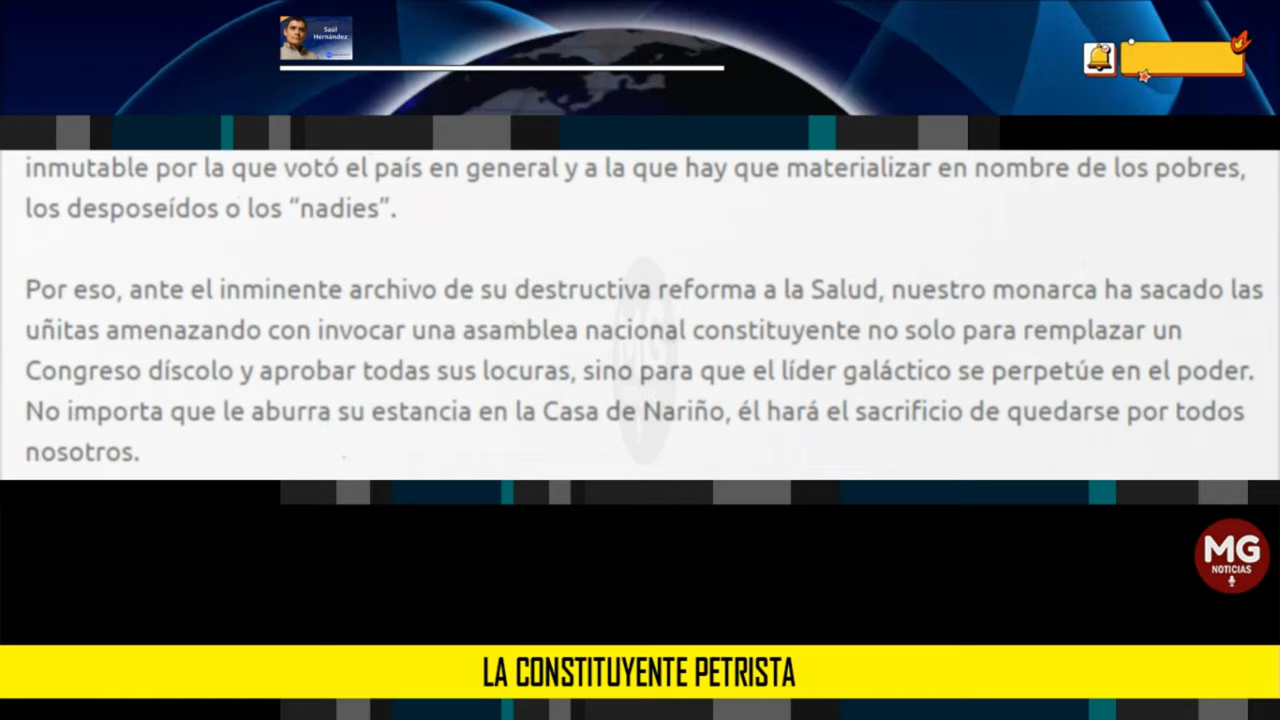 Saúl
Hernández
inmutable por la que votó el país en general y a la que hay que materializar en nombre de los pobres,
los desposeídos o los “nadies”.
Por eso, ante el inminente archivo de su destructiva reforma a la Salud, nuestro monarca ha sacado las
uñitas amenazando con invocar una asamblea nacional constituyente no solo para remplazar un
Congreso díscolo y aprobar todas sus locuras, sino para que el líder galáctico se perpetúe en el poder.
No importa que le aburra su estancia en la Casa de Nariño, él hará el sacrificio de quedarse por todos
nosotros.
MG
NOTICIAS
LA CONSTITUYENTE PETRISTA